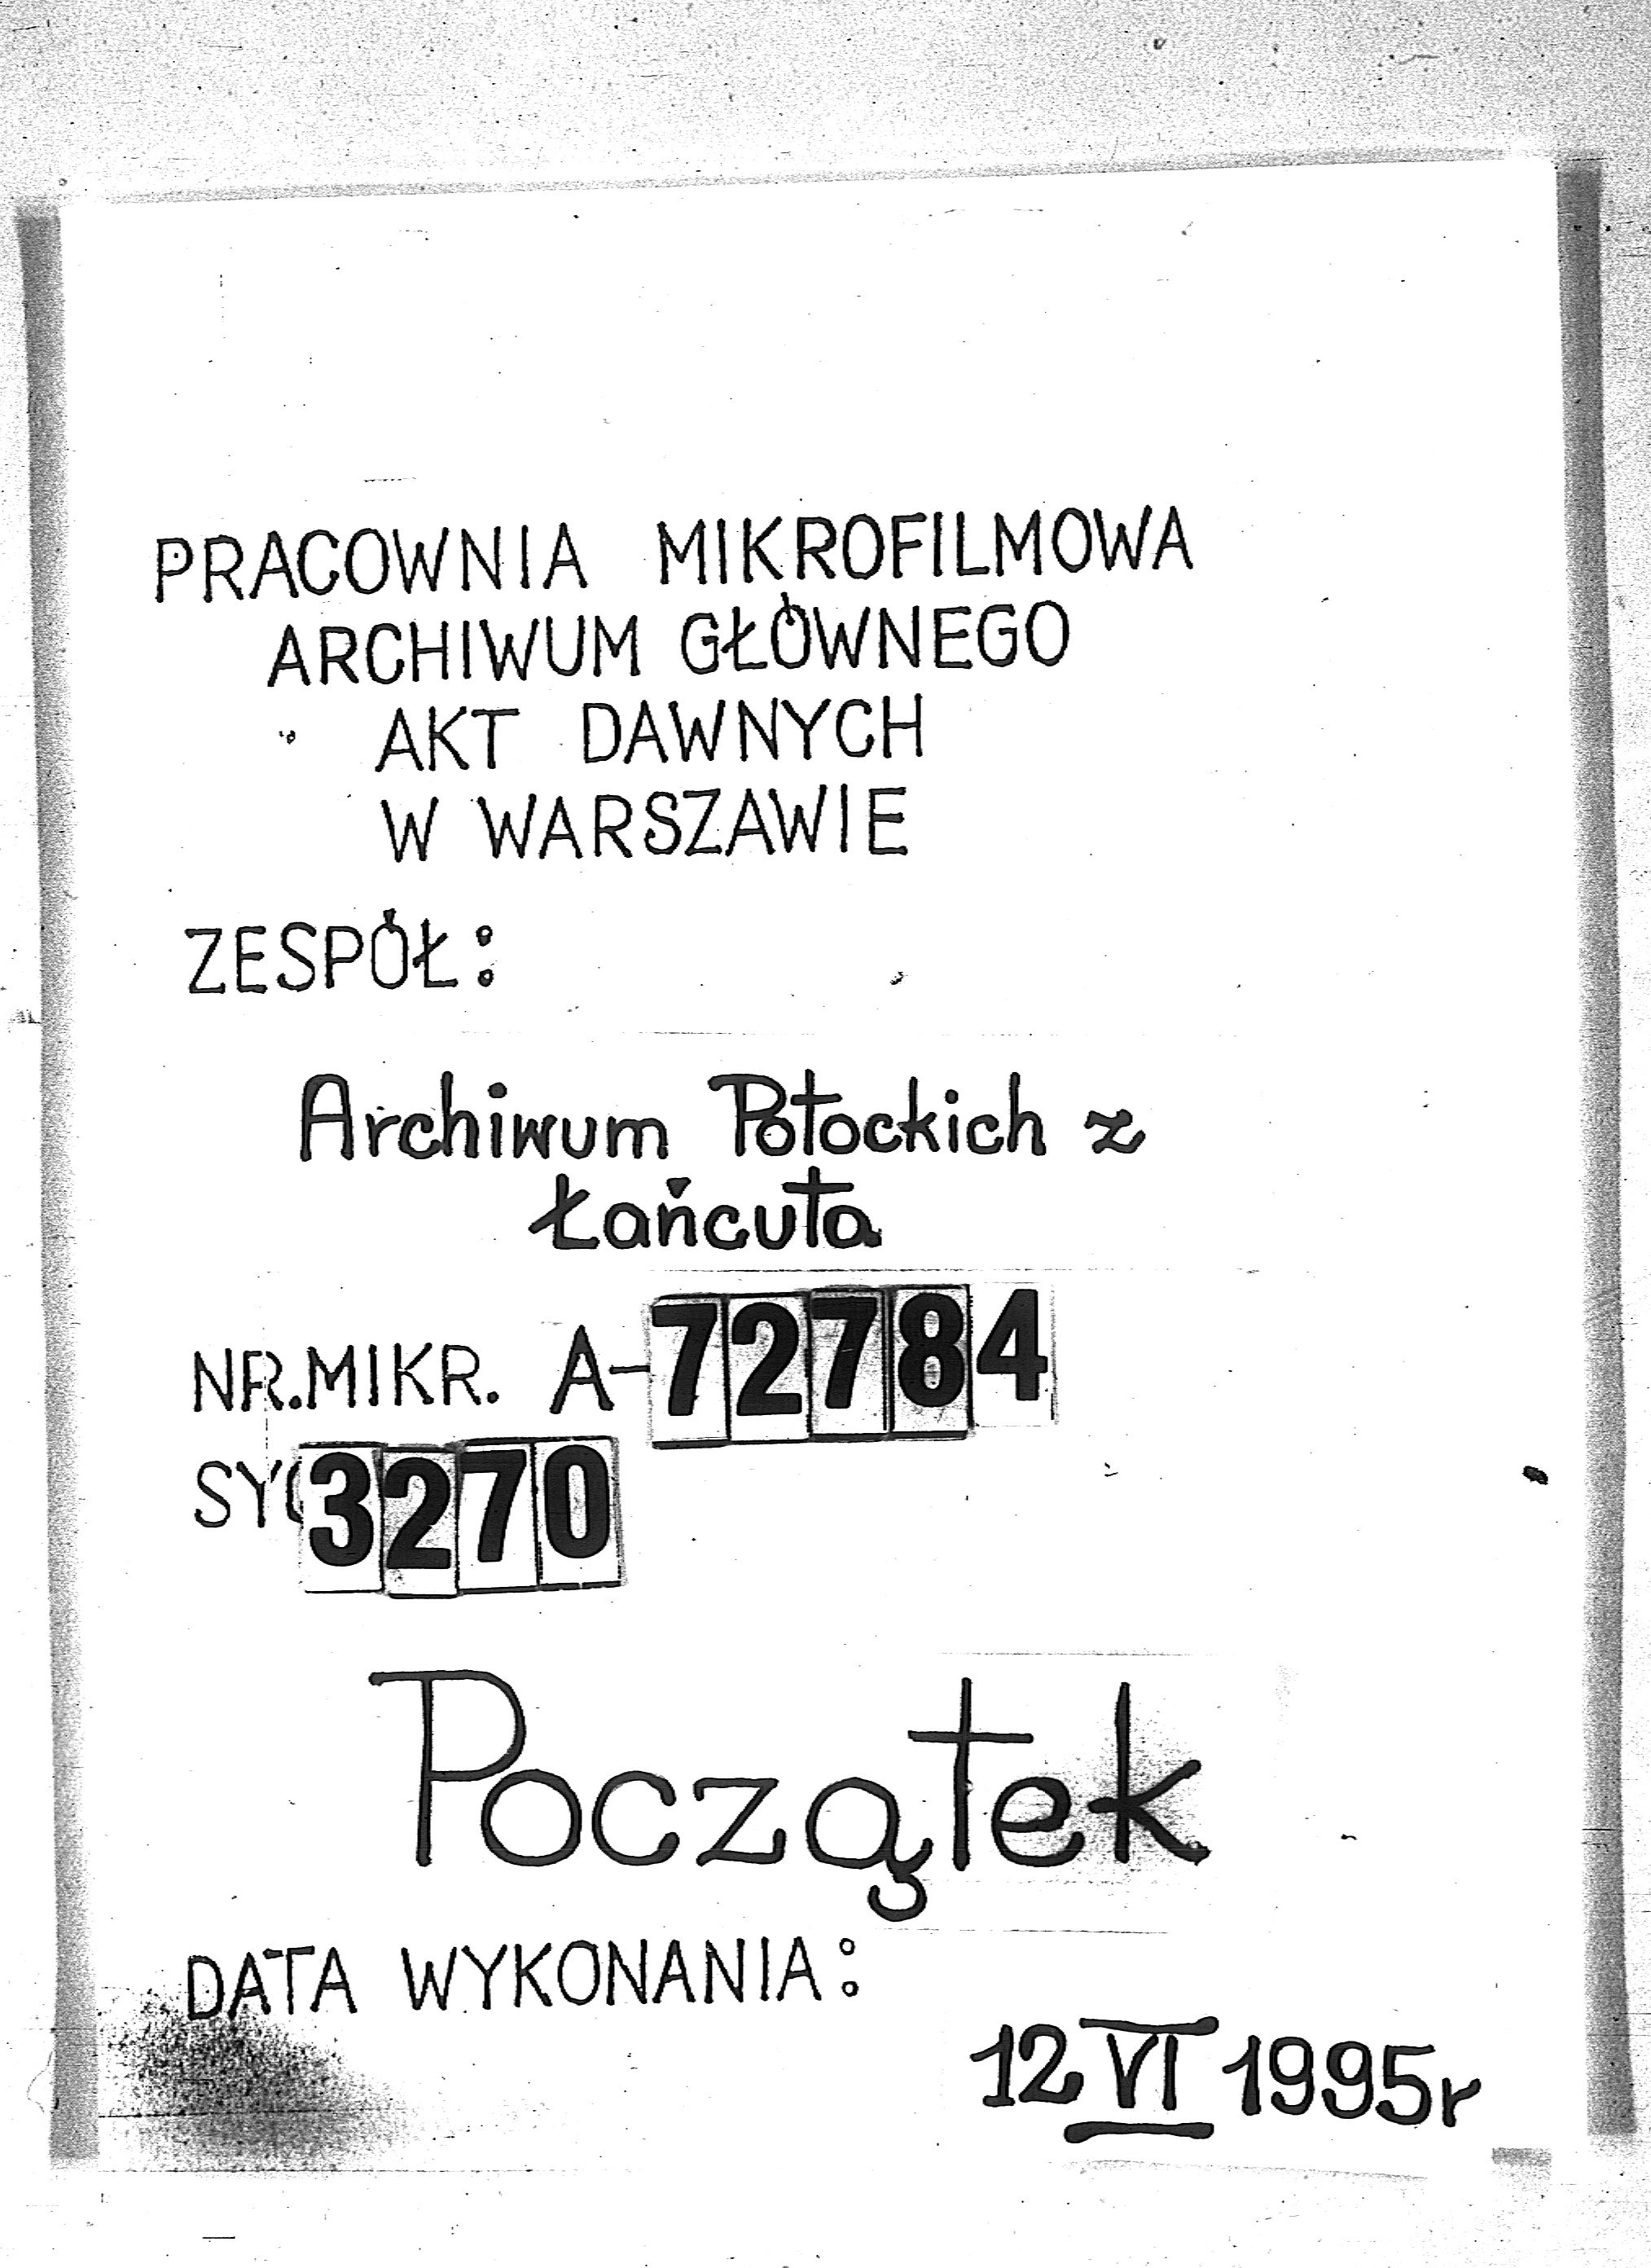 PRACOWNIA MIKROFILMOWA
ARCHIWUM GŁÓWNEGO
AKT DAWNYCH
W WARSZAWIE
ZESPÓŁ:
Archiwum Potockich z
Łańcuta
NR.MIKR. A-72784
SYG 3270
Początek
DATA WYKONANIA:
12 VI 1995r